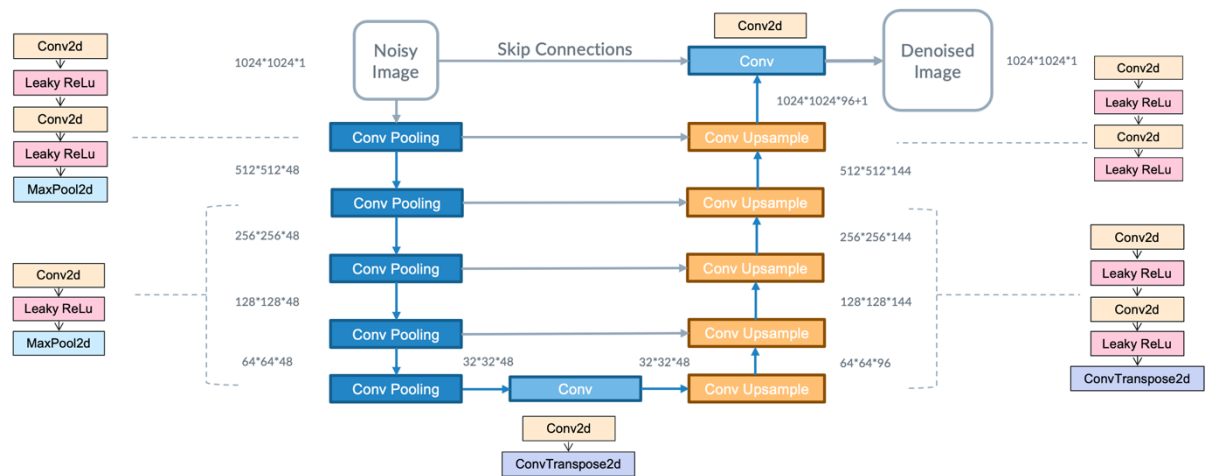 Conv2d
Leaky ReLu
Conv2d
Leaky ReLu
MaxPool2d
Conv2d
Leaky ReLu
MaxPool2d
1024*1024*1
512*512*48
256*256*48
128*128*48
64*64*48
Noisy
Image
Skip Connections
Conv2d
Conv
Denoised
Image
1024*1024*1
1024*1024*96+1
Conv Pooling
Conv Upsample
Conv Pooling
Conv Upsample
Conv Pooling
Conv Upsample
Conv Pooling
Conv Upsample
Conv Pooling
32*32*48
Conv
32*32*48
Conv Upsample
Conv2d
ConvTranspose2d
512*512*144
256*256*144
128*128*144
64*64*96
Conv2d
Leaky ReLu
Conv2d
Leaky ReLu
Conv2d
Leaky ReLu
Conv2d
Leaky ReLu
ConvTranspose2d